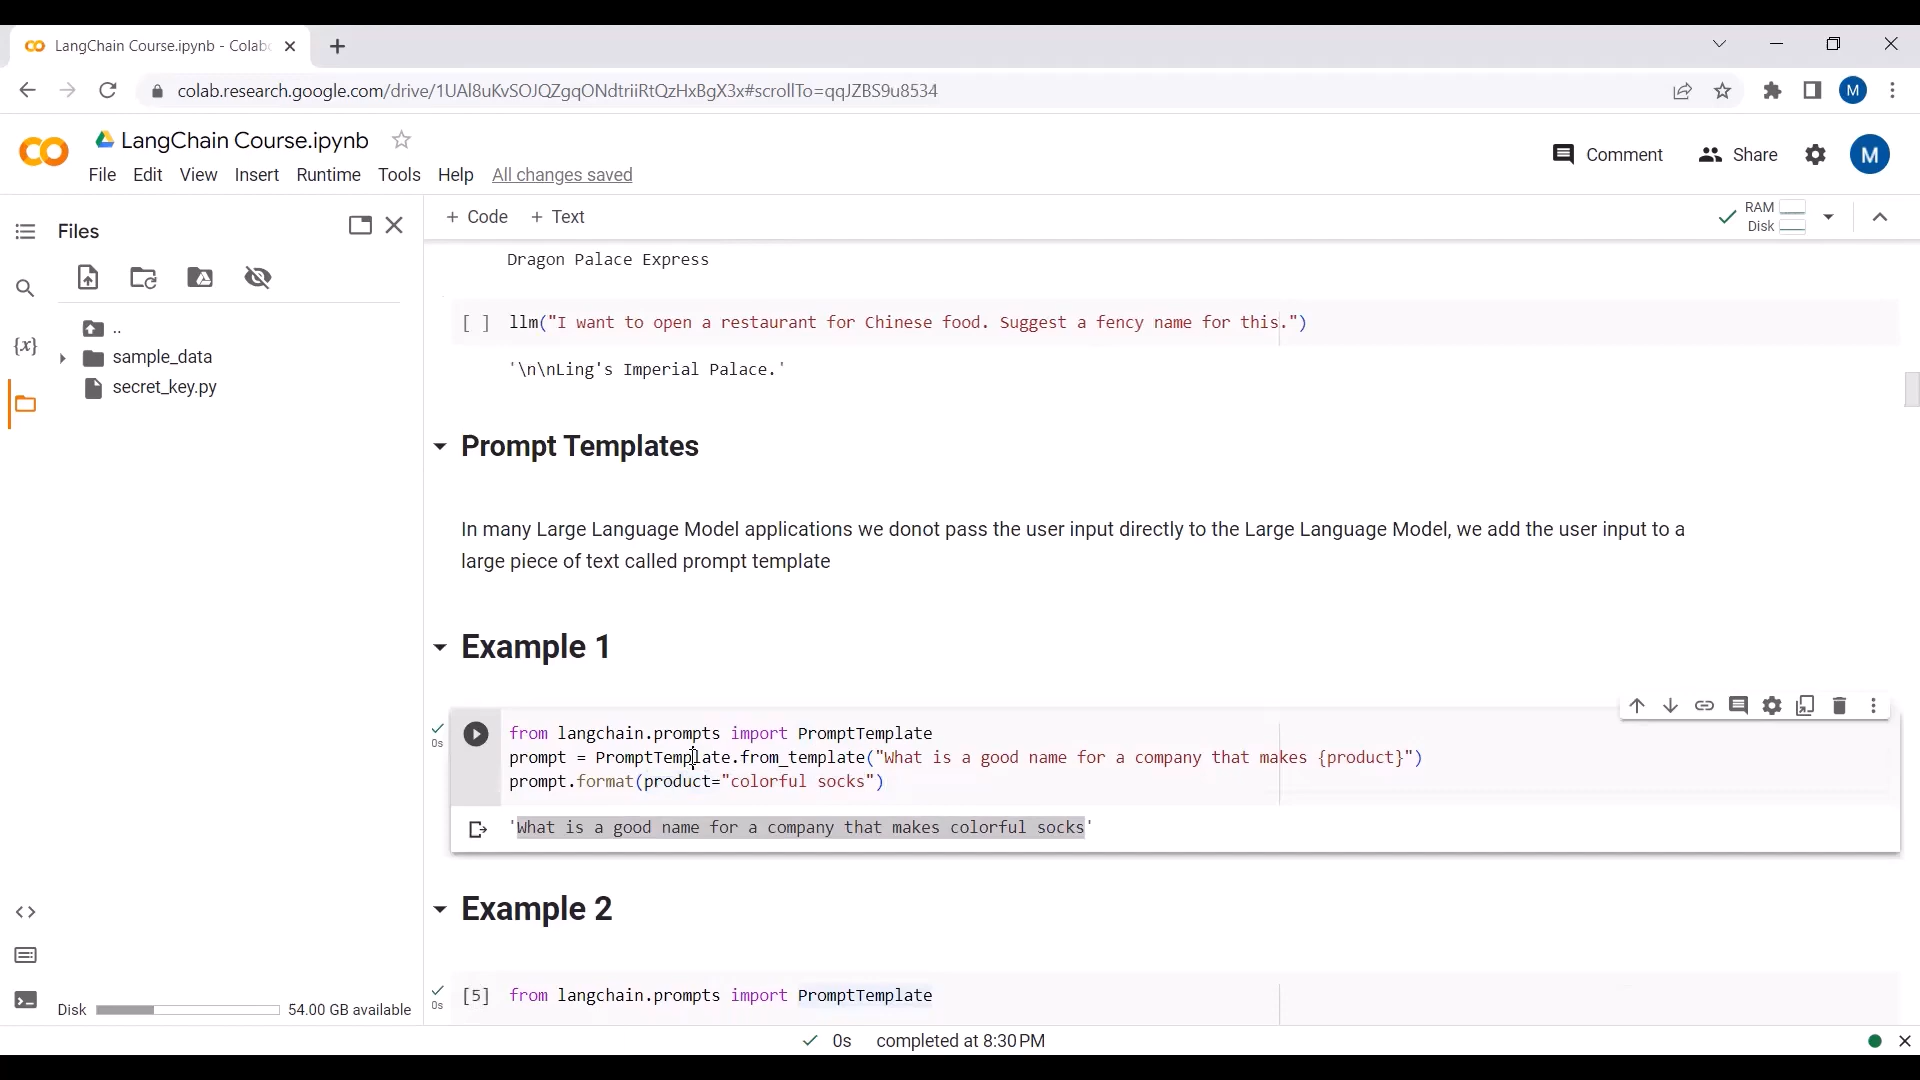 LangChain Course.ipynb - Colab
colab.research.google.com/drive/1UAl8uKvSOJQZgqONdtriiRtQzHxBgX3x#scrollTo=qqJZBS9u8534
M
LangChain Course.ipynb
File Edit View Insert Runtime Tools Help All changes saved
Comment
Share
M
Files
+ Code + Text
RAM
Disk
..
sample_data
secret_key.py
{x}
Dragon Palace Express
[ ] llm("I want to open a restaurant for Chinese food. Suggest a fency name for this.")
'\n\nLing's Imperial Palace.'
Prompt Templates
In many Large Language Model applications we donot pass the user input directly to the Large Language Model, we add the user input to a
large piece of text called prompt template
Example 1
0s
from langchain.prompts import PromptTemplate
prompt = PromptTemplate.from_template("What is a good name for a company that makes {product}")
prompt.format(product="colorful socks")
'What is a good name for a company that makes colorful socks'
Example 2
0s
[5] from langchain.prompts import PromptTemplate
Disk 54.00 GB available
0s completed at 8:30 PM